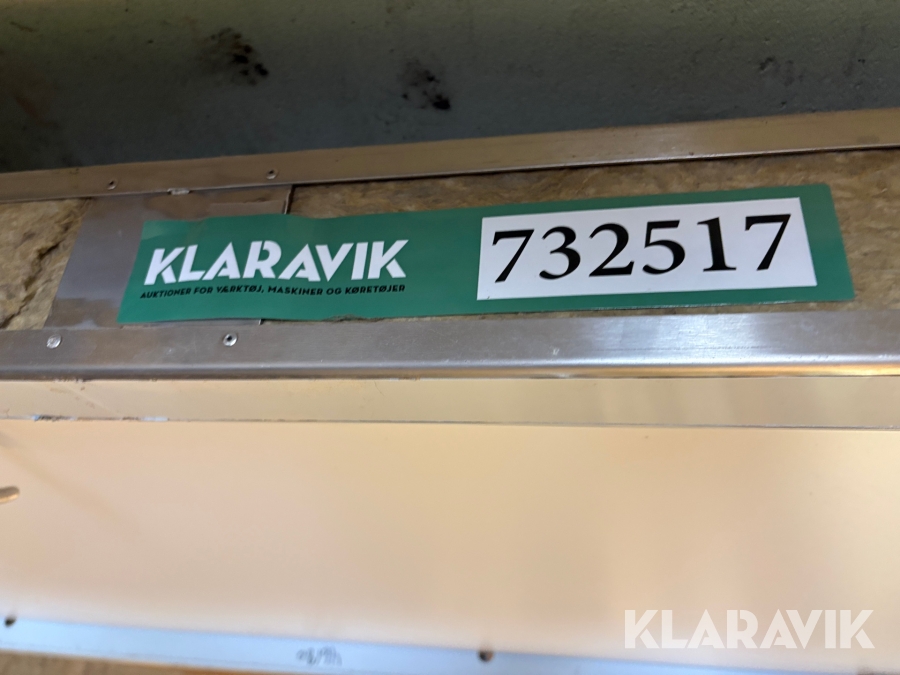 KLARAVIK
AUKTIONER FOR VÆRKTØJ, MASKINER OG KØRETØJER
732517
KLARAVIK